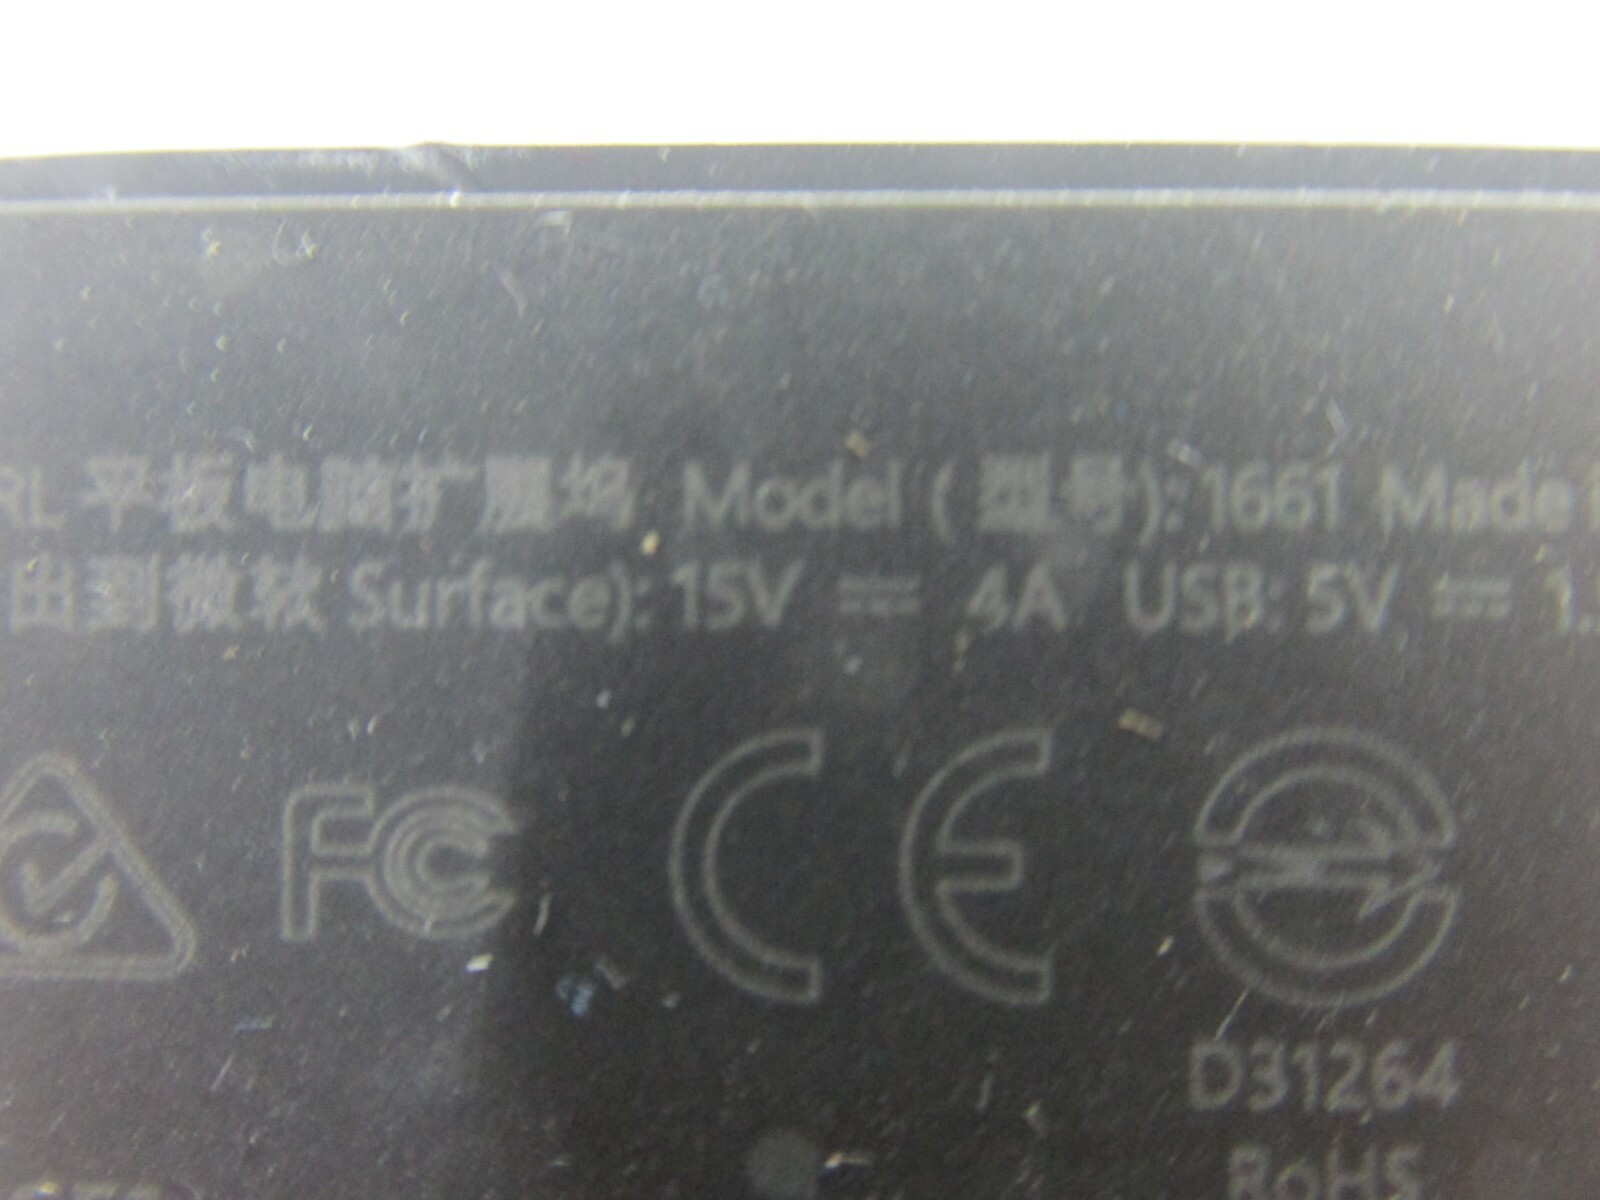 RL 平板电脑扩展坞 Model (型号): 1661 Made
出到微软 Surface): 15V ⎓ 4A USB: 5V ⎓ 1.
FC CE
D31264
RoHS